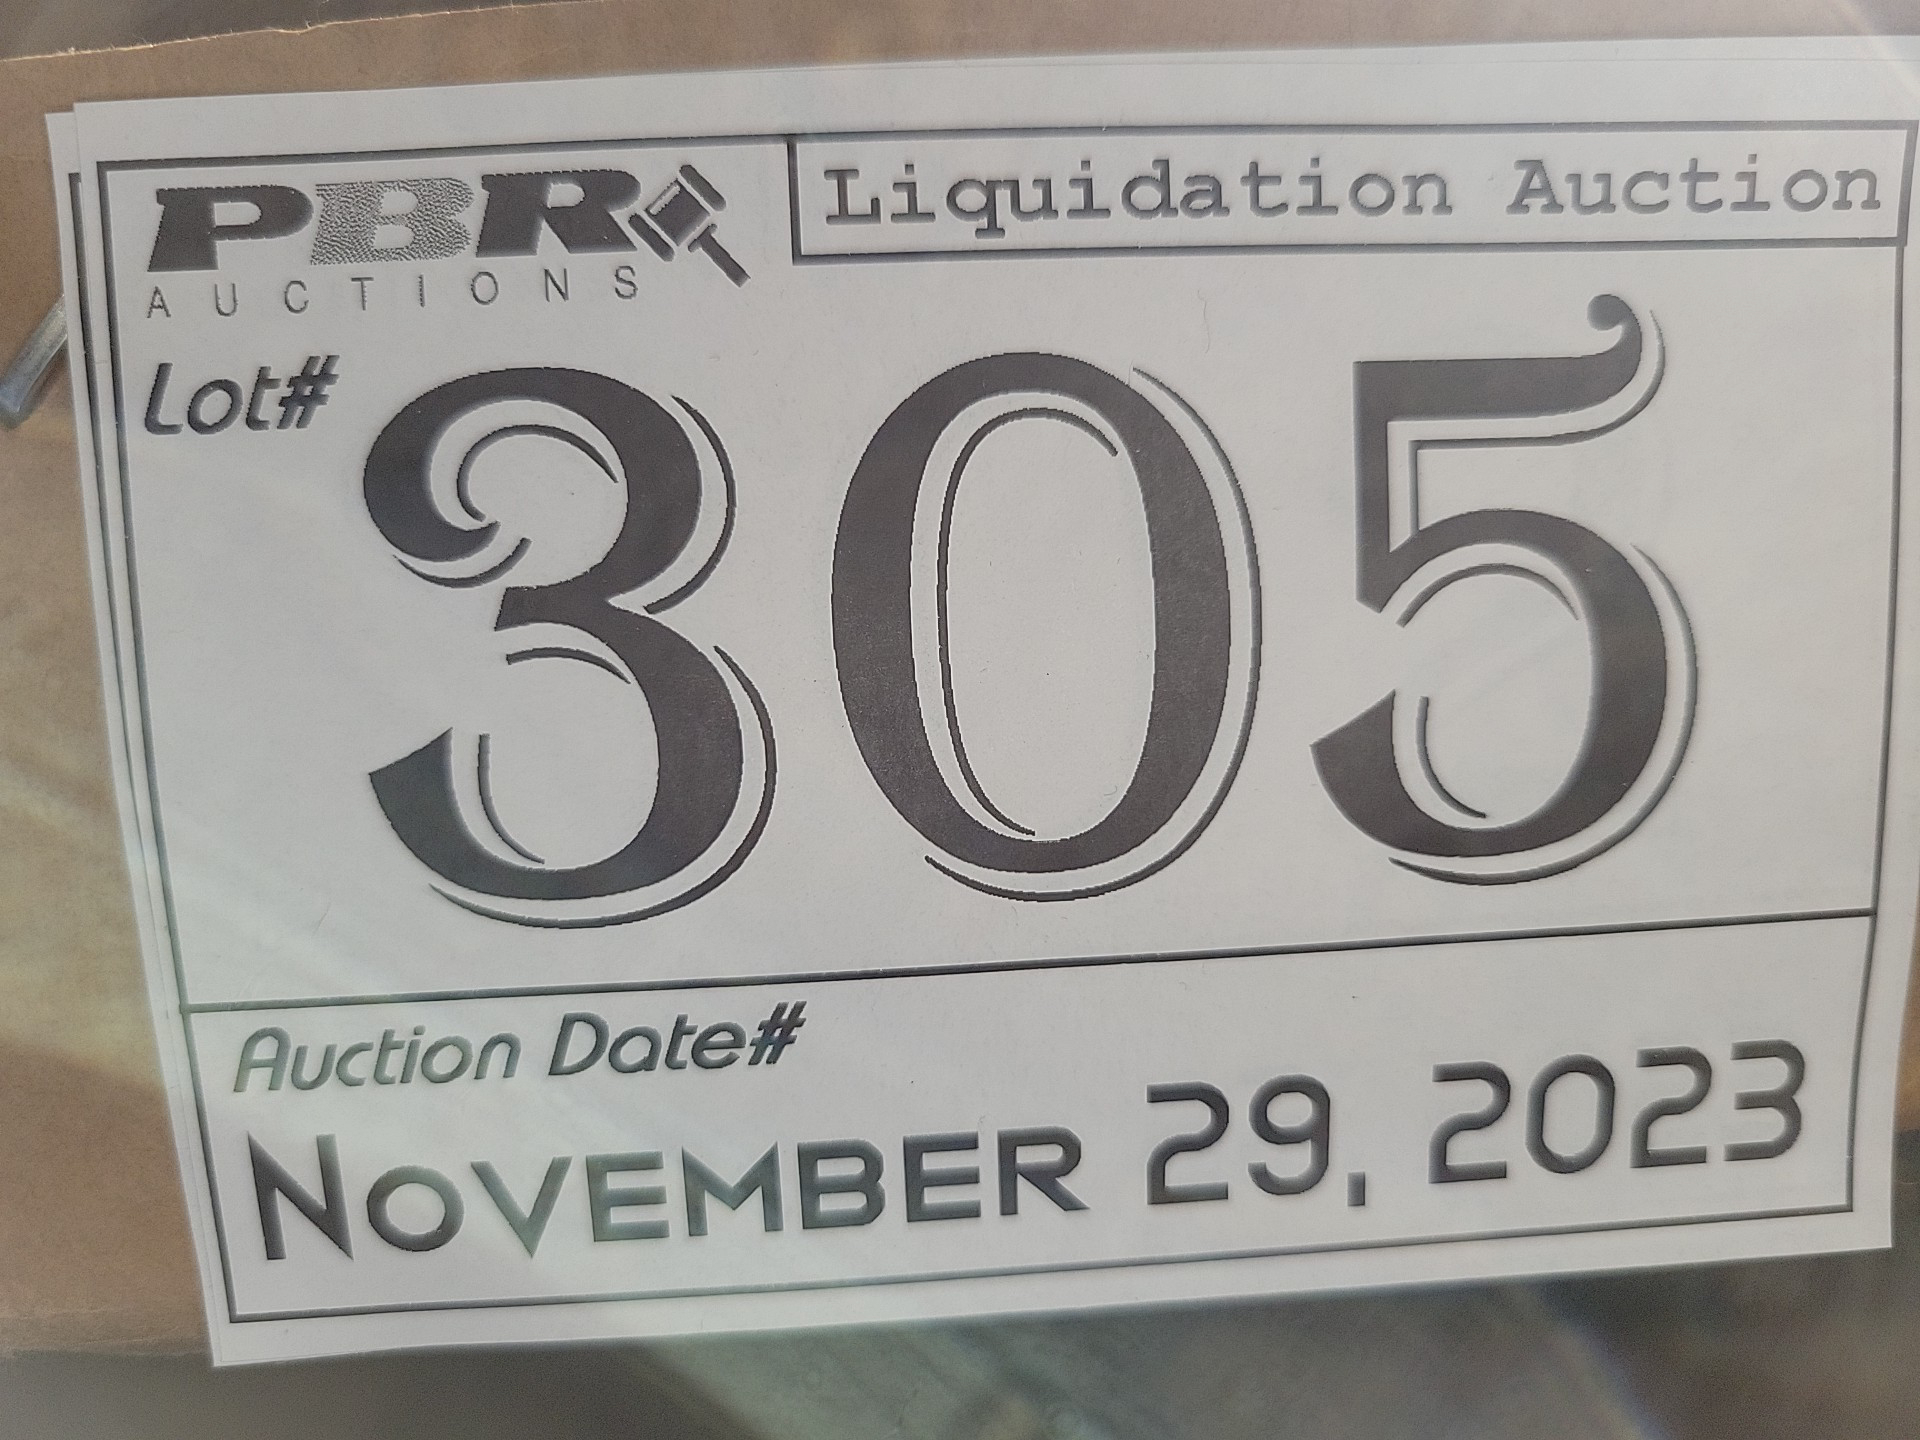 PBR
AUCTIONS
Liquidation Auction
Lot#
305
Auction Date#
NOVEMBER 29, 2023